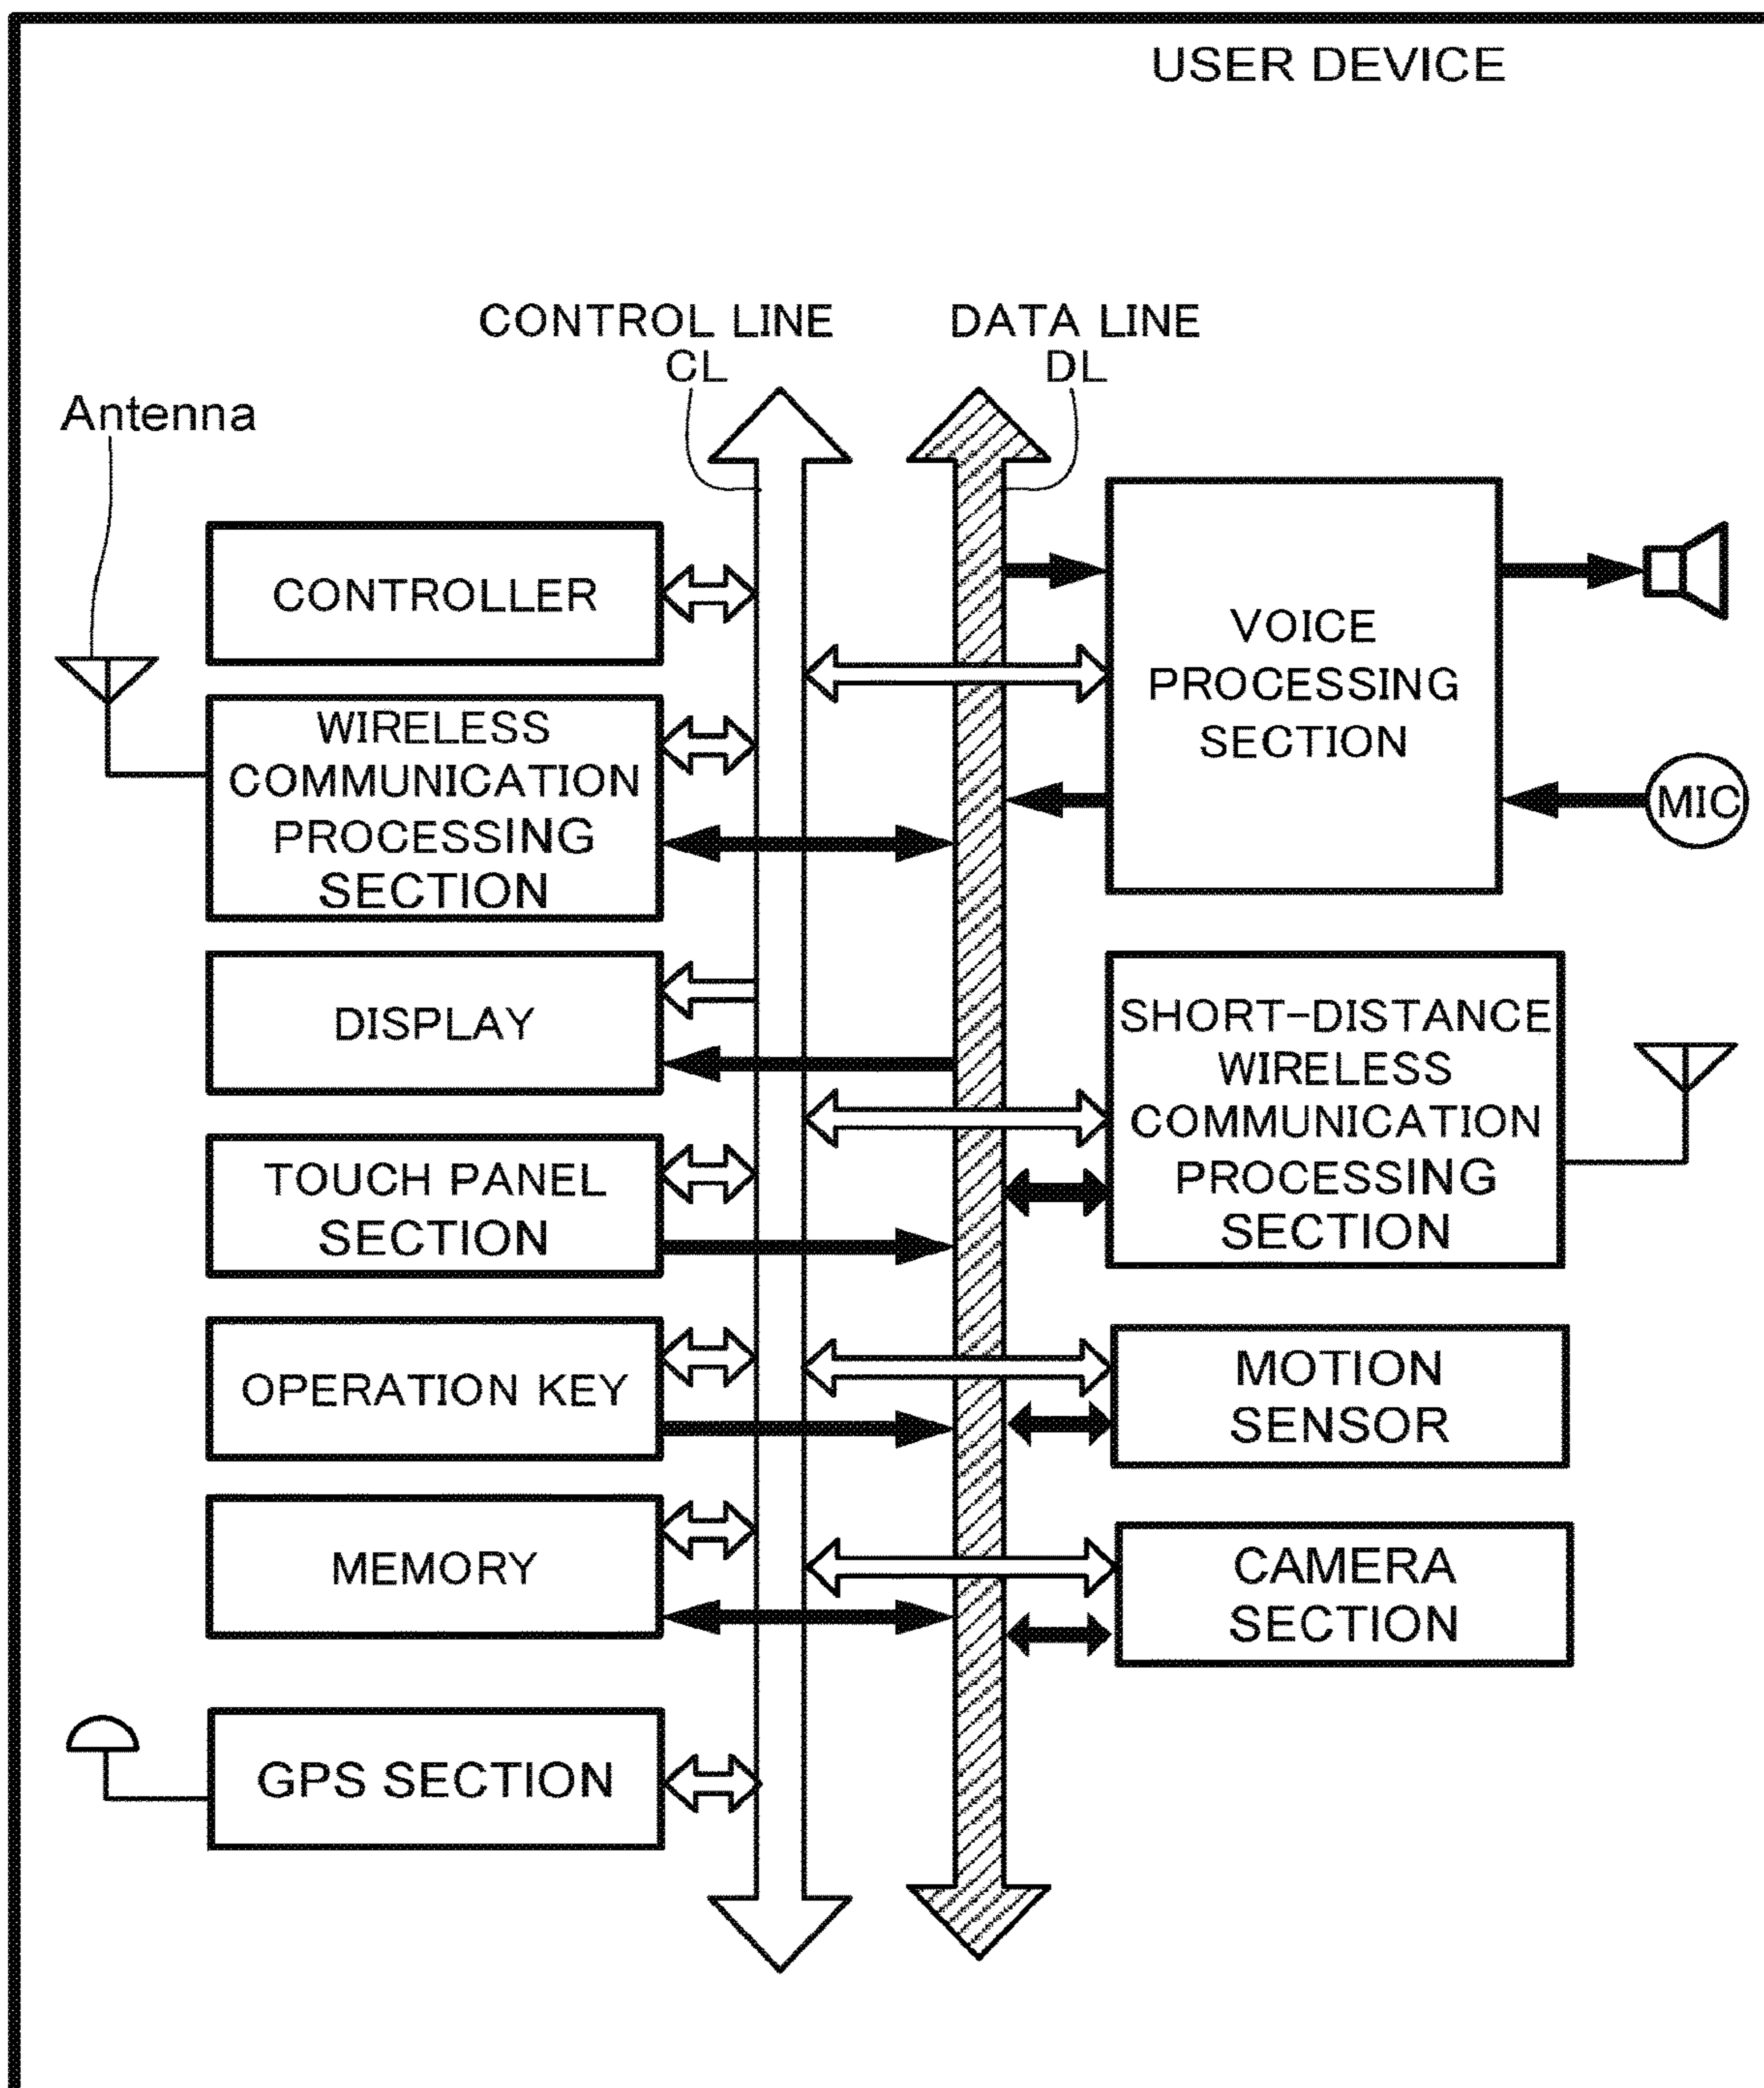 USER DEVICE
CONTROL LINE
CL
DATA LINE
DL
Antenna
CONTROLLER
WIRELESS
COMMUNICATION
PROCESSING
SECTION
DISPLAY
TOUCH PANEL
SECTION
OPERATION KEY
MEMORY
GPS SECTION
VOICE
PROCESSING
SECTION
MIC
SHORT-DISTANCE
WIRELESS
COMMUNICATION
PROCESSING
SECTION
MOTION
SENSOR
CAMERA
SECTION